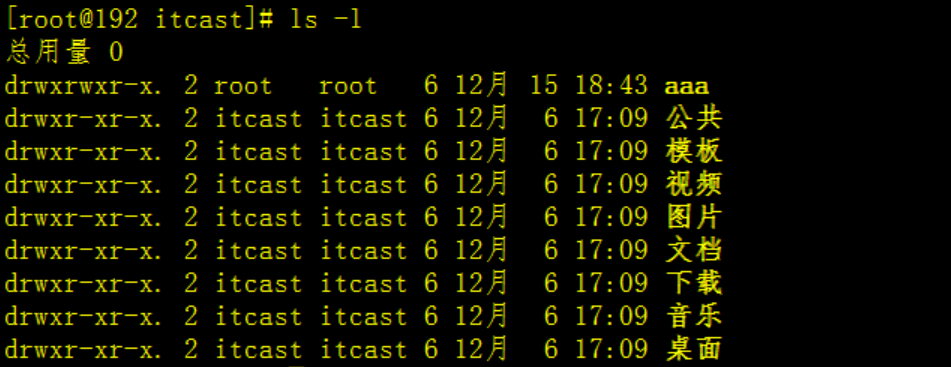 [root@192 itcast]# ls -l
总用量 0
drwxrwxr-x. 2 root   root   6 12月 15 18:43 aaa
drwxr-xr-x. 2 itcast itcast 6 12月  6 17:09 公共
drwxr-xr-x. 2 itcast itcast 6 12月  6 17:09 模板
drwxr-xr-x. 2 itcast itcast 6 12月  6 17:09 视频
drwxr-xr-x. 2 itcast itcast 6 12月  6 17:09 图片
drwxr-xr-x. 2 itcast itcast 6 12月  6 17:09 文档
drwxr-xr-x. 2 itcast itcast 6 12月  6 17:09 下载
drwxr-xr-x. 2 itcast itcast 6 12月  6 17:09 音乐
drwxr-xr-x. 2 itcast itcast 6 12月  6 17:09 桌面